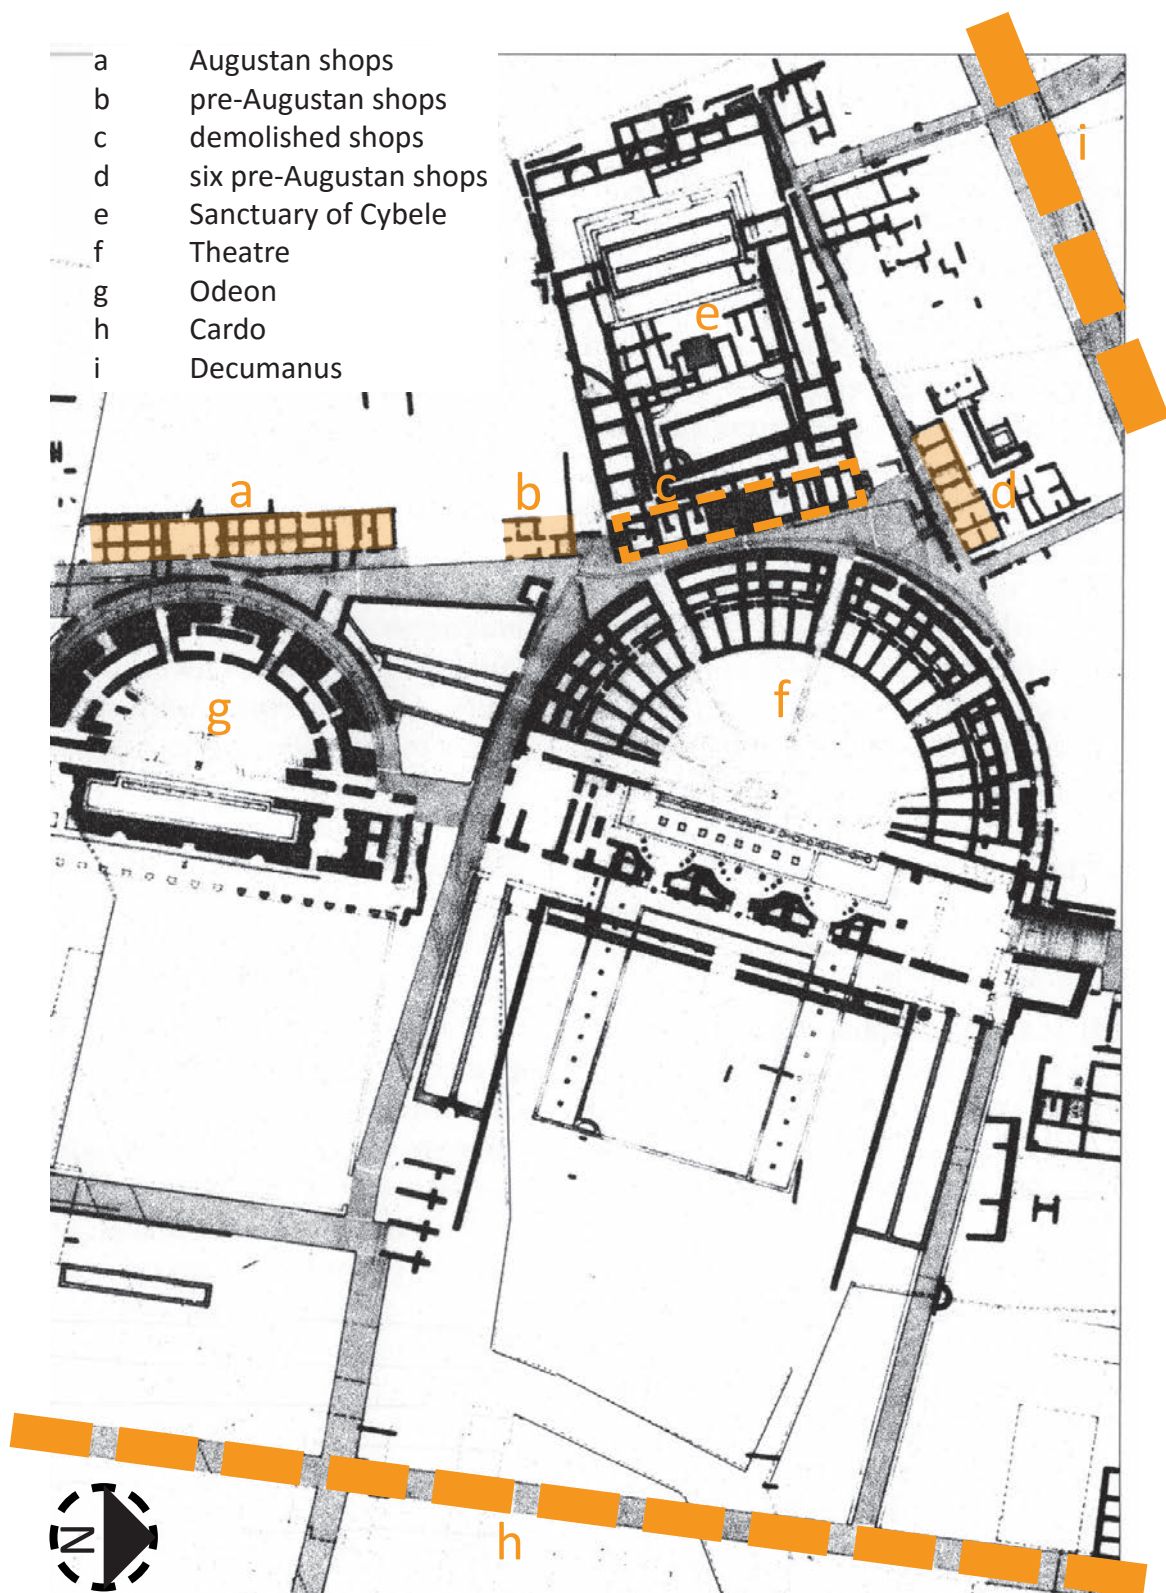 a Augustan shops
b pre-Augustan shops
c demolished shops
d six pre-Augustan shops
e Sanctuary of Cybele
f Theatre
g Odeon
h Cardo
i Decumanus
i
e
a
b
c
d
f
g
h
N